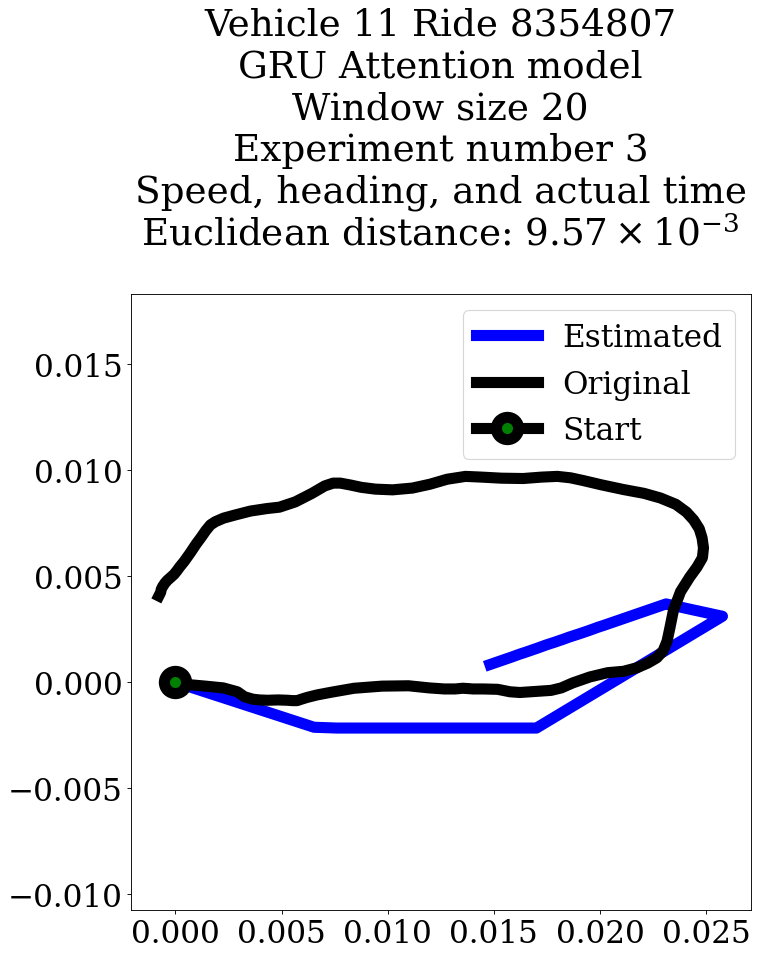 Vehicle 11 Ride 8354807
GRU Attention model
Window size 20
Experiment number 3
Speed, heading, and actual time
Euclidean distance: 9.57 × 10⁻³
Estimated
Original
Start
0.015
0.010
0.005
0.000
−0.005
−0.010
0.000 0.005 0.010 0.015 0.020 0.025